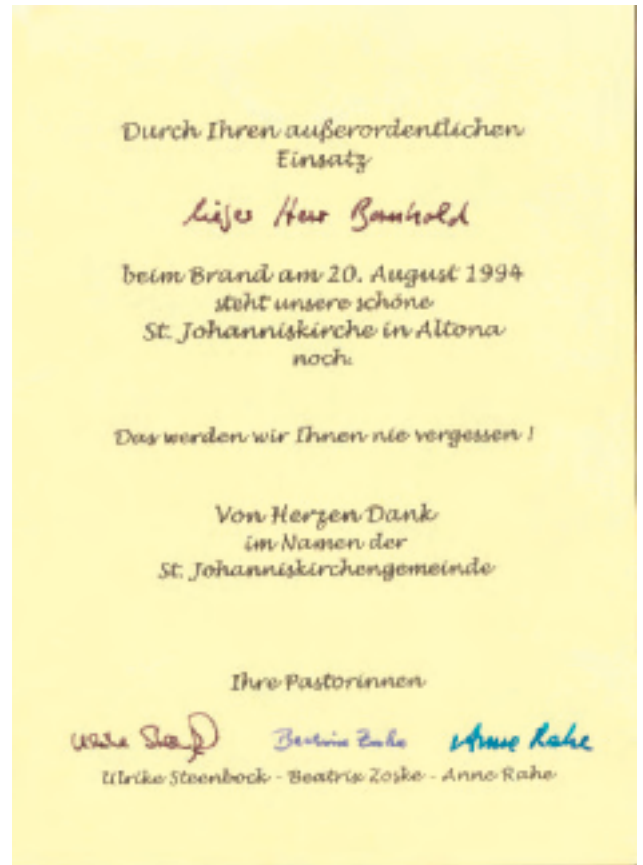 Durch Ihren außerordentlichen
Einsatz
lieber Herr
beim Brand am 20. August 1994
steht unsere schöne
St. Johanniskirche in Altona
noch.
Das werden wir Ihnen nie vergessen !
Von Herzen Dank
im Namen der
St. Johanniskirchengemeinde
Ihre Pastorinnen
Beatrix Zoske Anne Rahe
Ulrike Steenbock - Beatrix Zoske - Anne Rahe